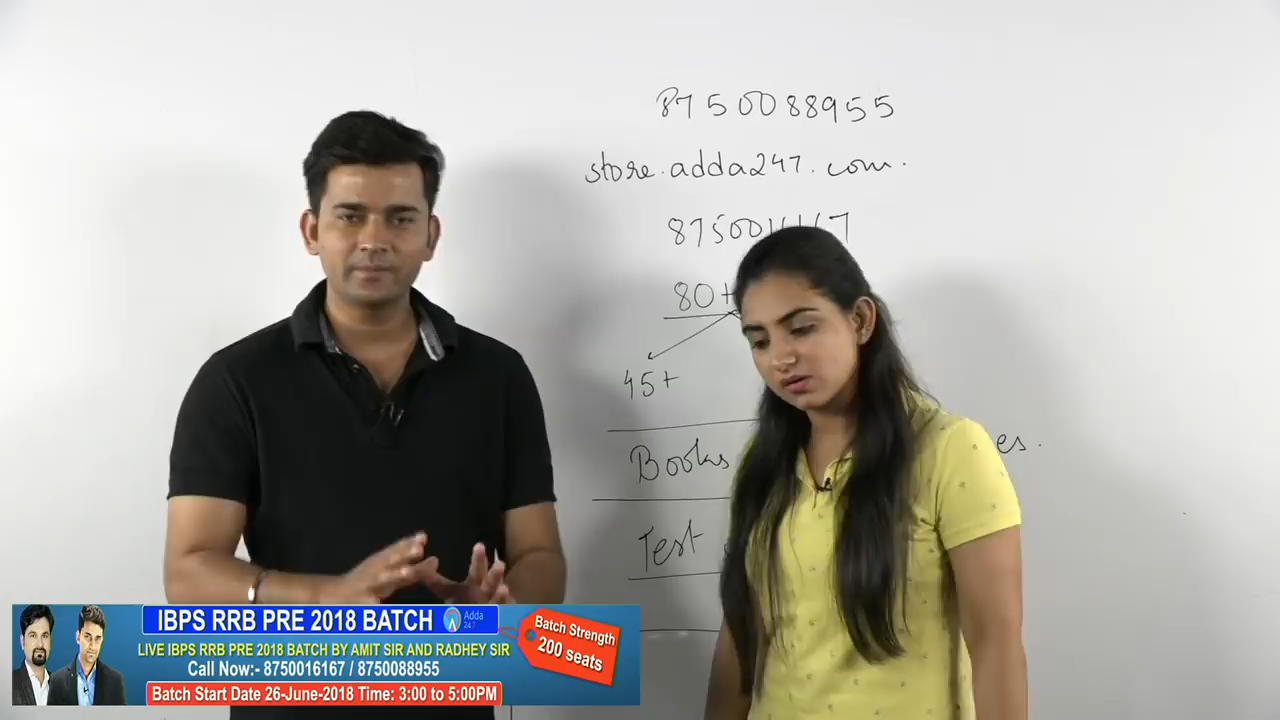 8750088955
store.adda247.com.
80+
45+
Books
es.
Test
IBPS RRB PRE 2018 BATCH
Adda
247
LIVE IBPS RRB PRE 2018 BATCH BY AMIT SIR AND RADHEY SIR
Call Now:- 8750016167 / 8750088955
Batch Start Date 26-June-2018 Time: 3:00 to 5:00PM
Batch Strength
200 seats